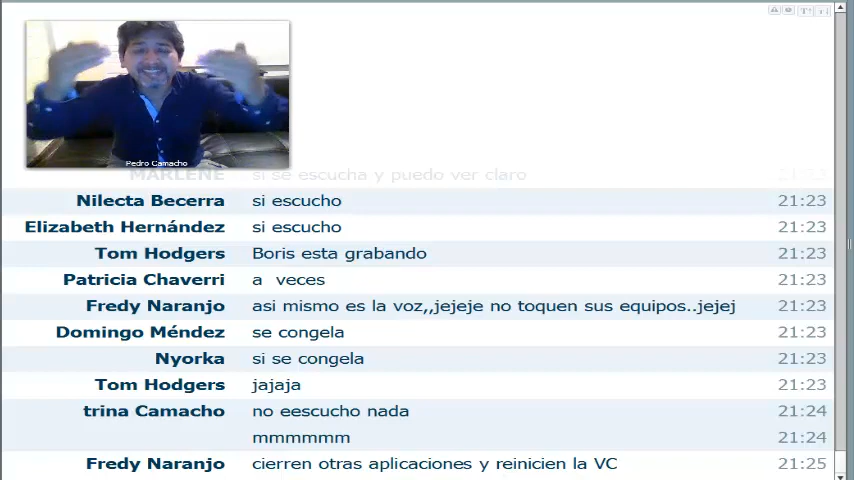 Pedro Camacho
MARLENE si se escucha y puedo ver claro 21:23
Nilecta Becerra si escucho 21:23
Elizabeth Hernández si escucho 21:23
Tom Hodgers Boris esta grabando 21:23
Patricia Chaverri a  veces 21:23
Fredy Naranjo asi mismo es la voz,,jejeje no toquen sus equipos..jejej 21:23
Domingo Méndez se congela 21:23
Nyorka si se congela 21:23
Tom Hodgers jajaja 21:23
trina Camacho no eescucho nada 21:24
mmmmmm 21:24
Fredy Naranjo cierren otras aplicaciones y reinicien la VC 21:25